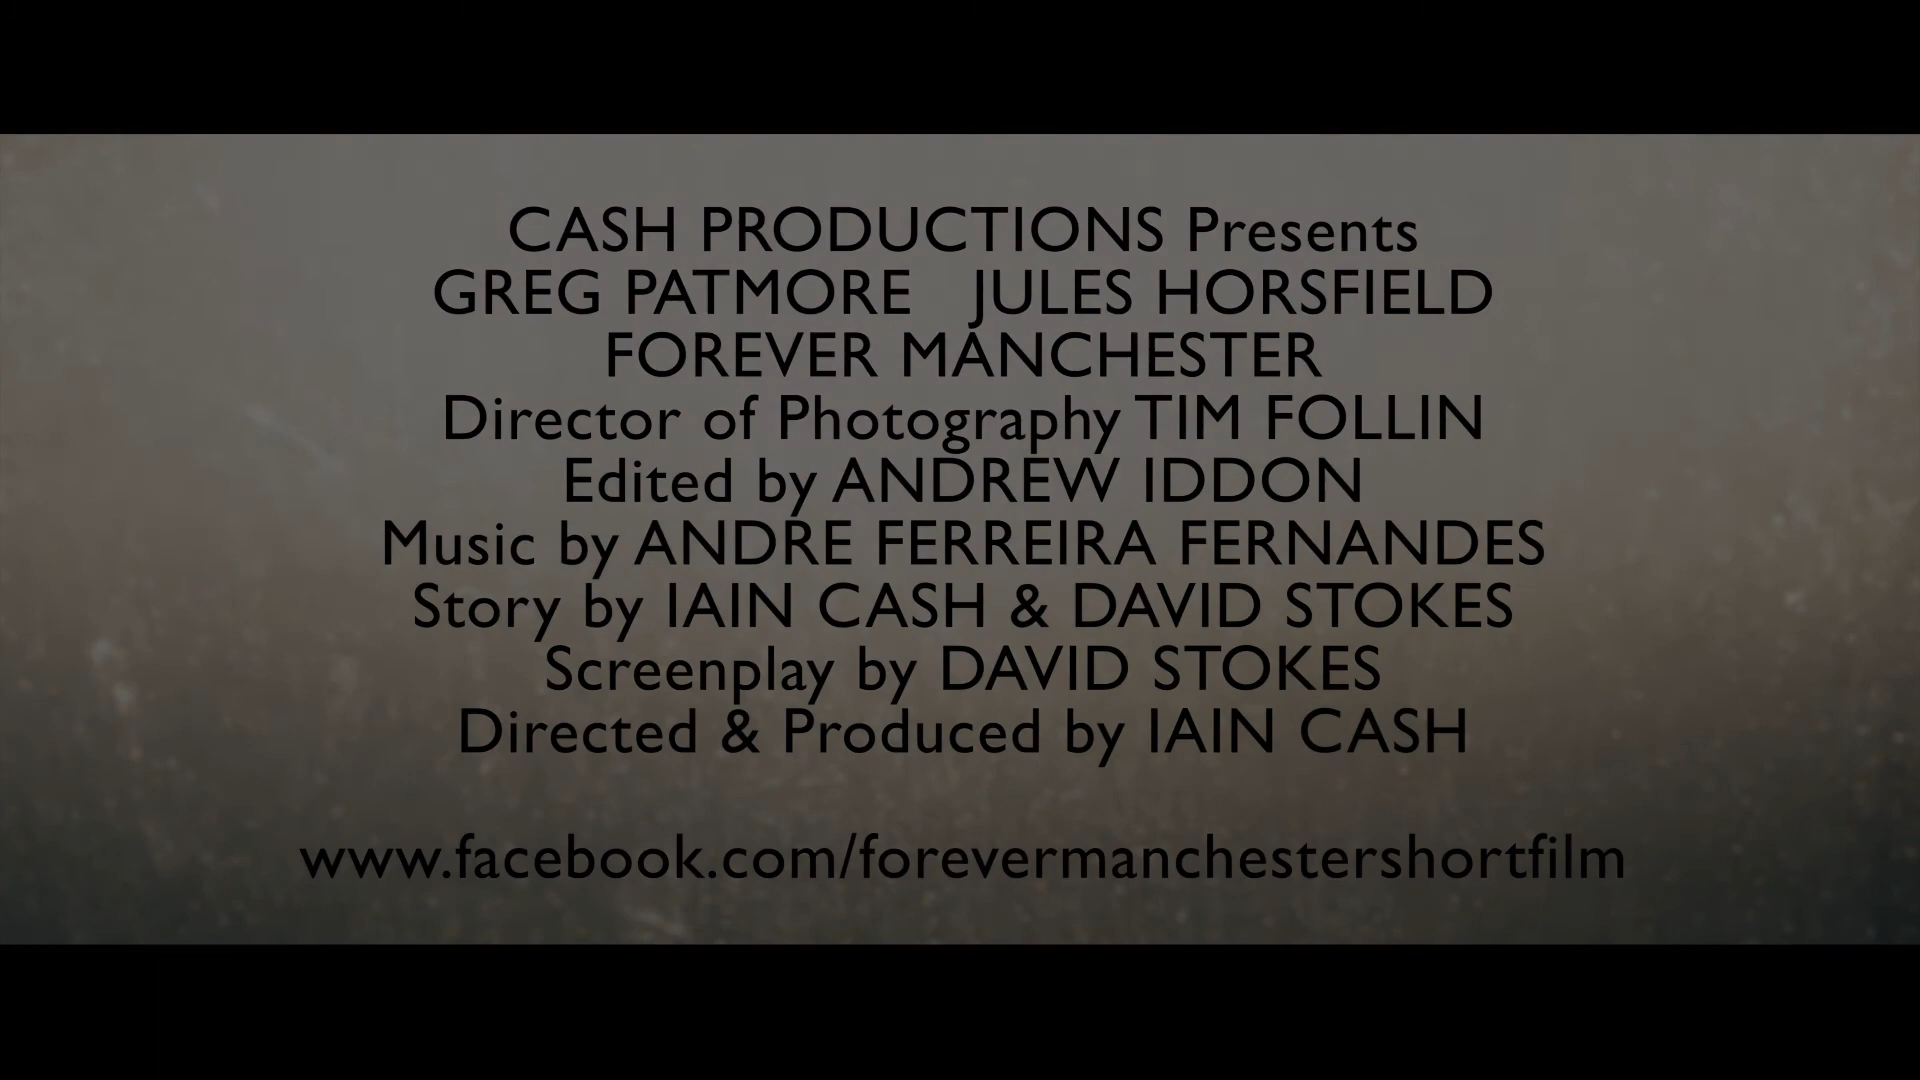 CASH PRODUCTIONS Presents
GREG PATMORE JULES HORSFIELD
FOREVER MANCHESTER
Director of Photography TIM FOLLIN
Edited by ANDREW IDDON
Music by ANDRE FERREIRA FERNANDES
Story by IAIN CASH & DAVID STOKES
Screenplay by DAVID STOKES
Directed & Produced by IAIN CASH
www.facebook.com/forevermanchestershortfilm